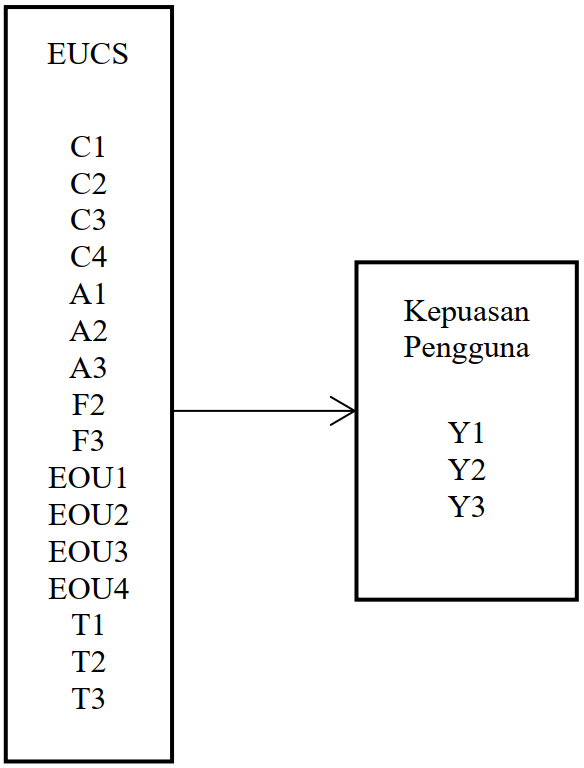 EUCS
C1
C2
C3
C4
A1
A2
A3
F2
F3
EOU1
EOU2
EOU3
EOU4
T1
T2
T3
Kepuasan
Pengguna
Y1
Y2
Y3